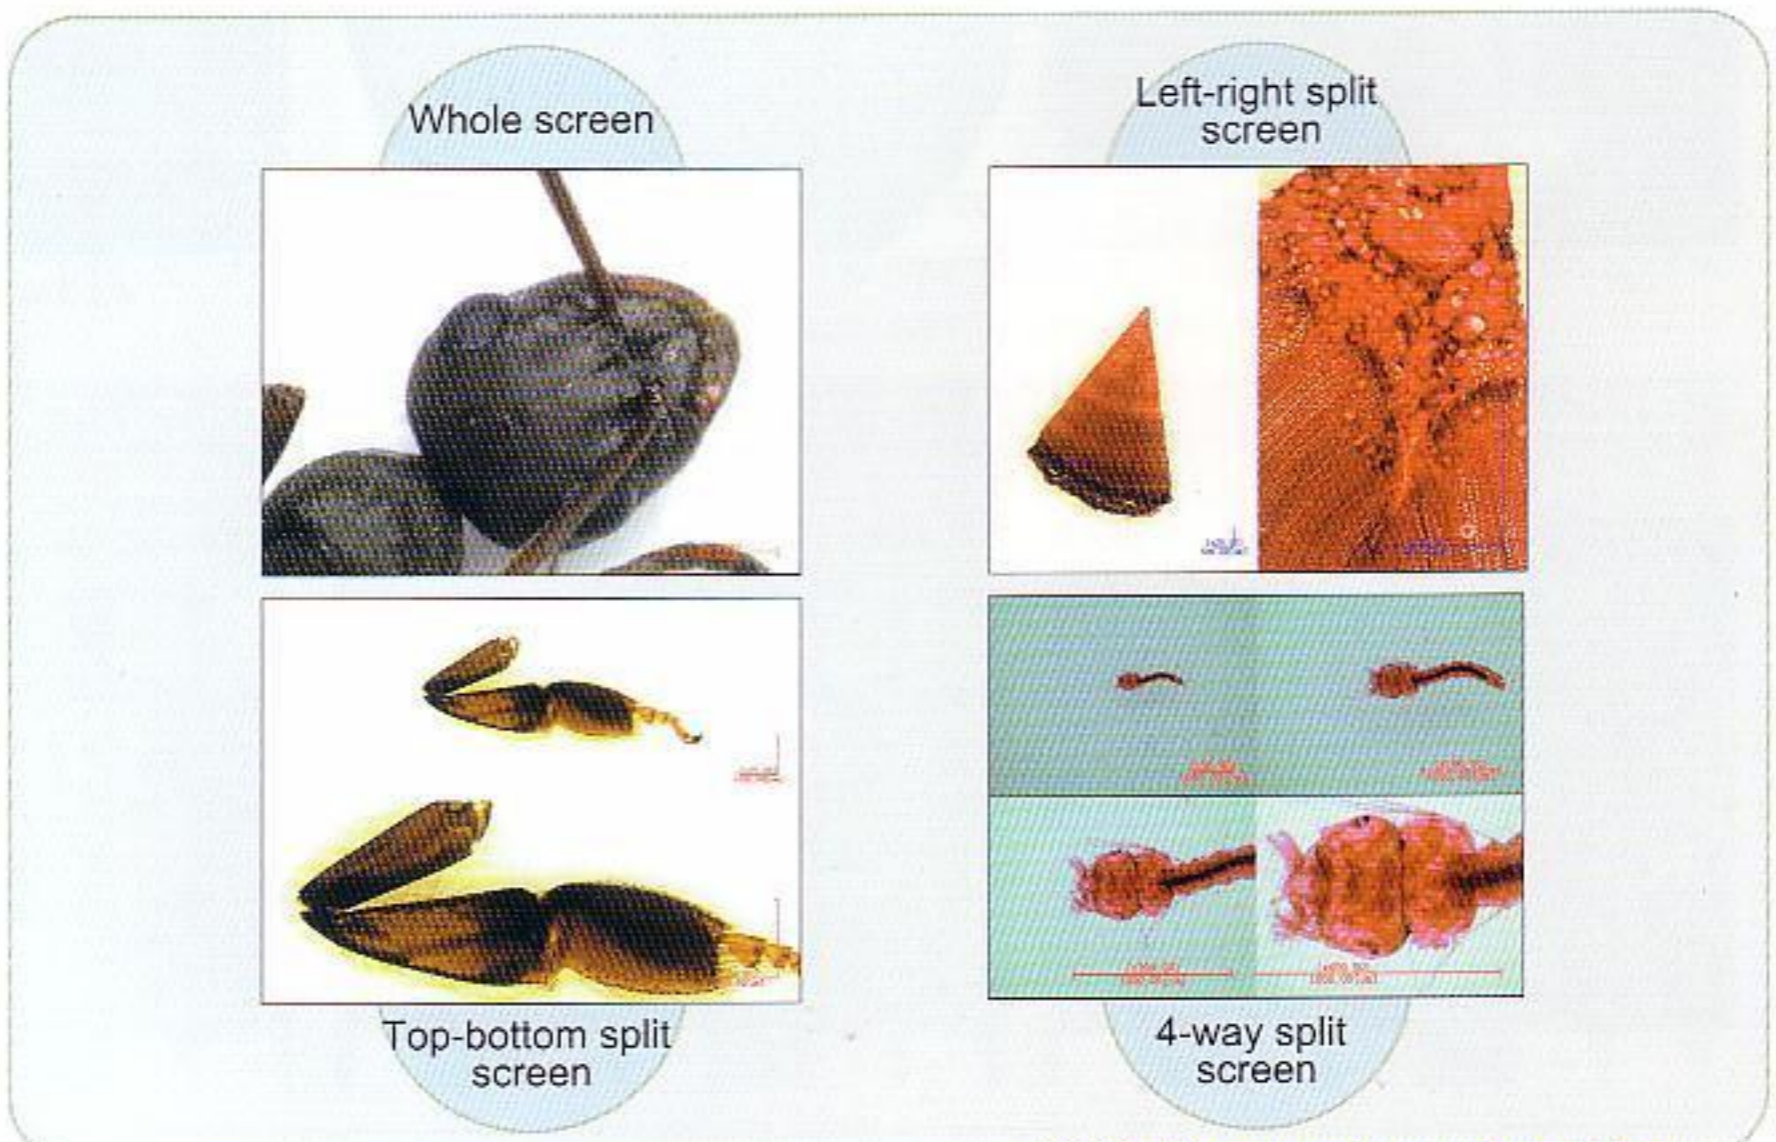 Whole screen
Left-right split
screen
Top-bottom split
screen
4-way split
screen